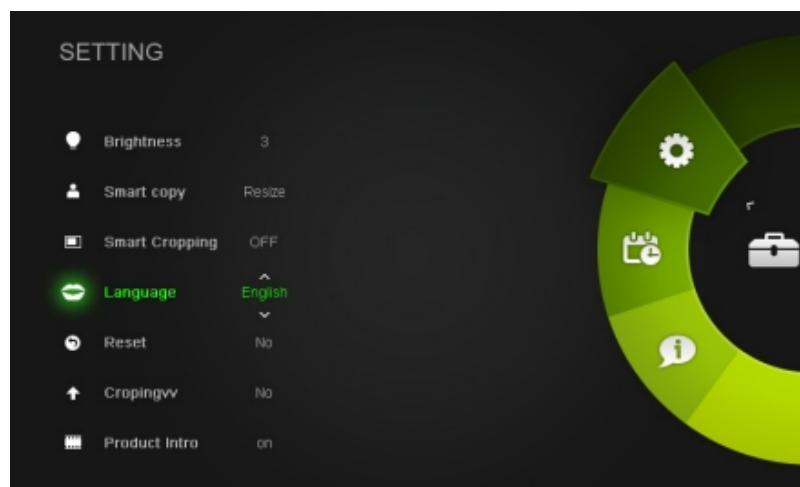 SETTING
Brightness 3
Smart copy Resize
Smart Cropping OFF
Language English
Reset No
Cropingvv No
Product Intro on